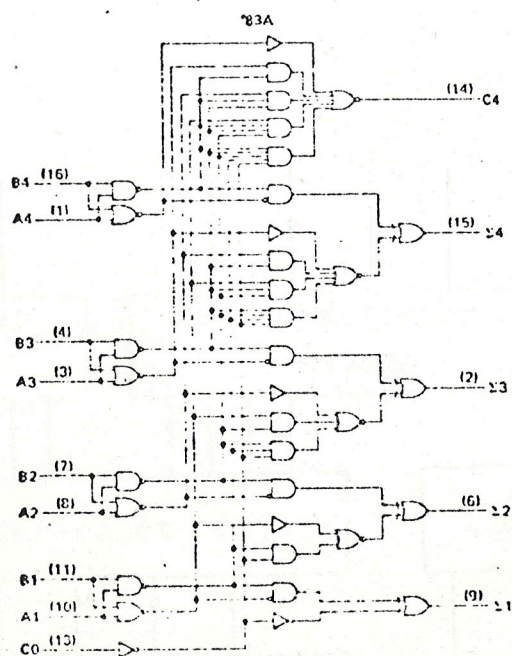 '83A
(14) C4
B4 (16)
A4 (1)
(15) Σ4
B3 (4)
A3 (3)
(2) Σ3
B2 (7)
A2 (8)
(6) Σ2
B1 (11)
A1 (10)
(9) Σ1
C0 (13)